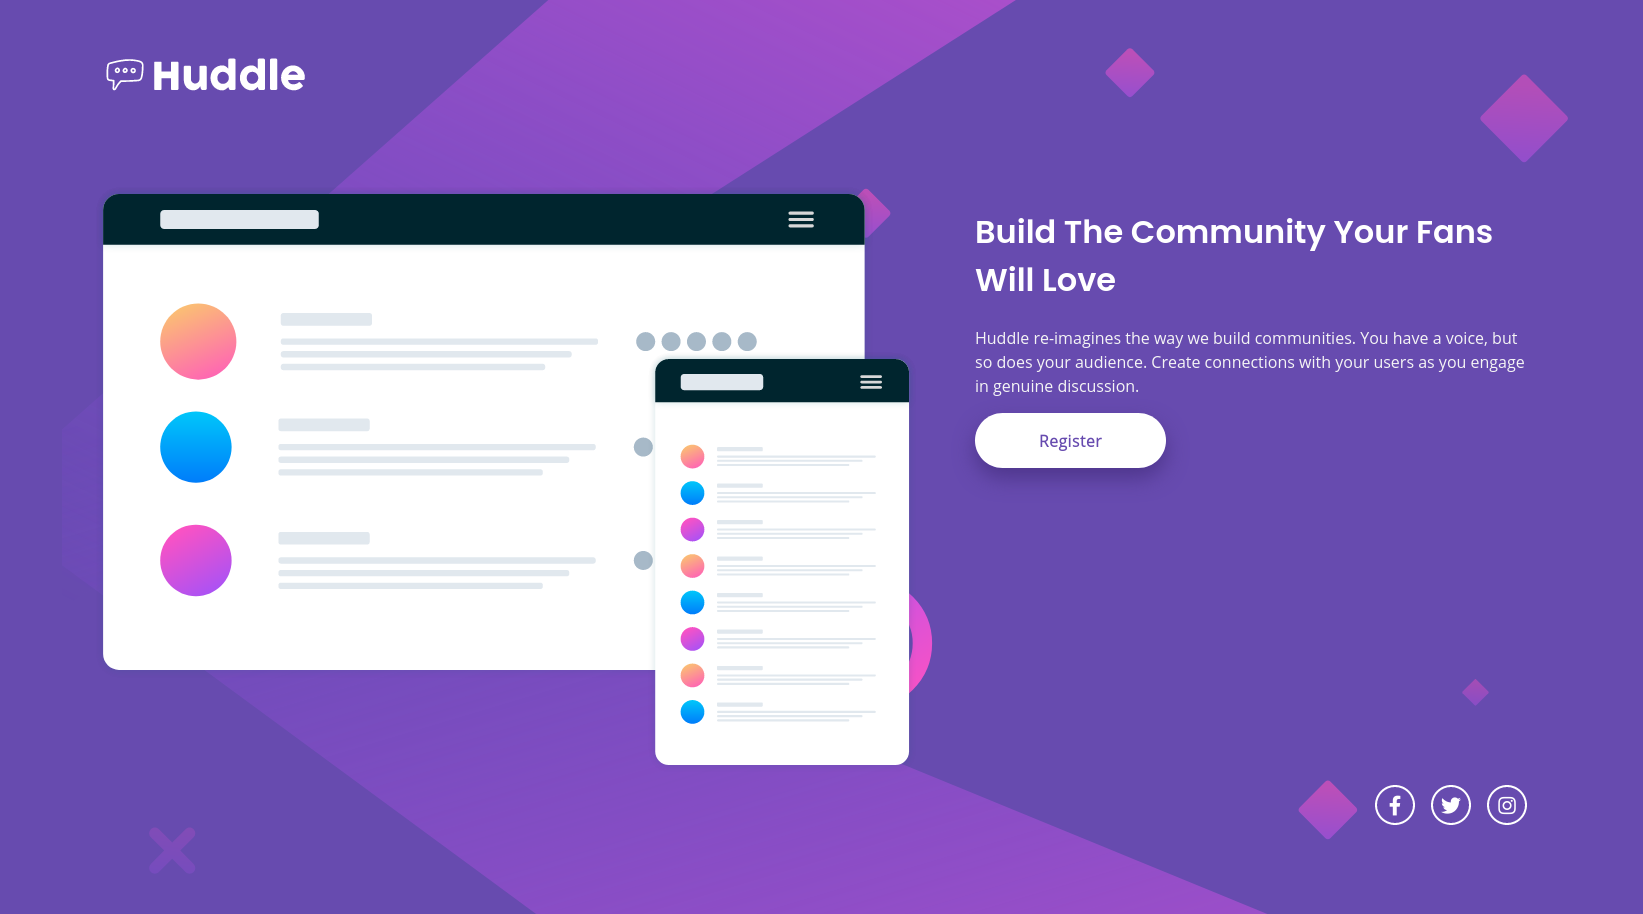 Huddle
Build The Community Your Fans
Will Love
Huddle re-imagines the way we build communities. You have a voice, but
so does your audience. Create connections with your users as you engage
in genuine discussion.
Register